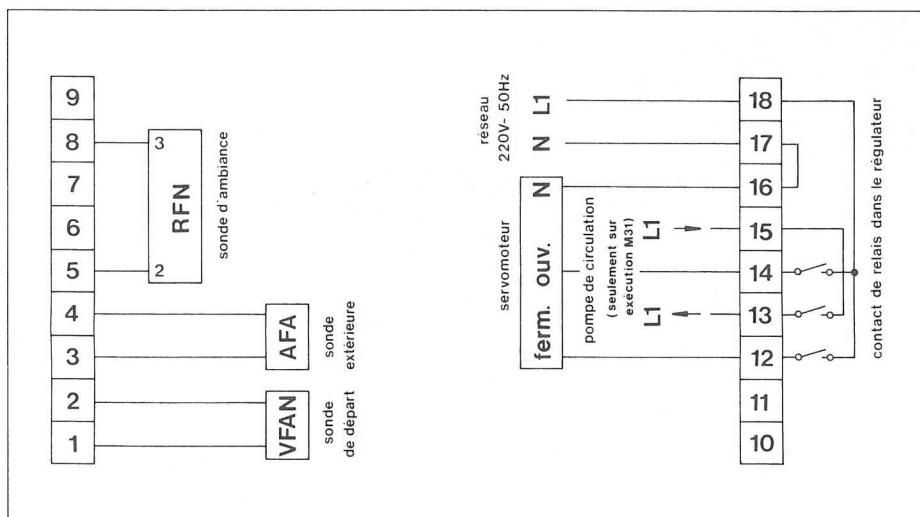 9
8
7
6
5
4
3
2
1
3
2
RFN
sonde d'ambiance
AFA
sonde
extérieure
VFAN
sonde
de départ
réseau
220V- 50Hz
L1
N
servomoteur
N
ouv.
ferm.
pompe de circulation
(seulement sur
exécution M31)
L1
L1
18
17
16
15
14
13
12
11
10
contact de relais dans le régulateur